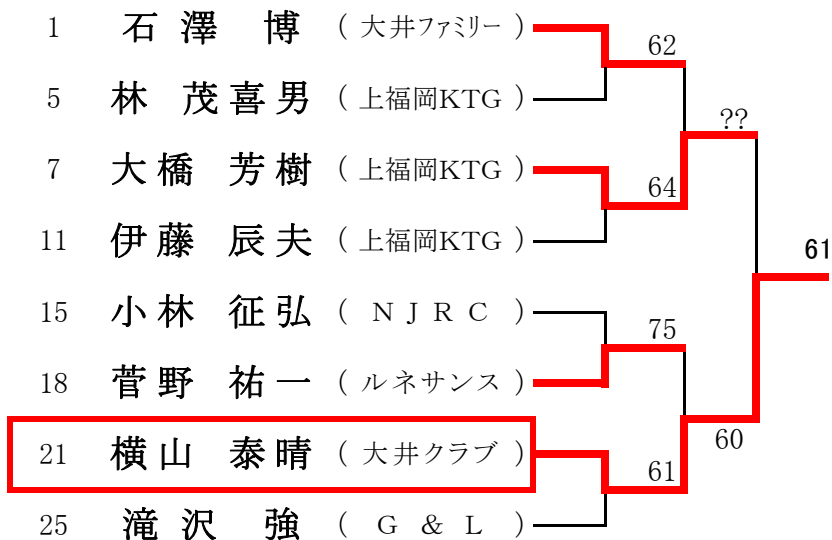 1 石澤 博 ( 大井ファミリー )
62
5 林 茂喜男 ( 上福岡KTG )
??
7 大橋 芳樹 ( 上福岡KTG )
64
11 伊藤 辰夫 ( 上福岡KTG )
61
15 小林 征弘 ( NJRC )
75
18 菅野 祐一 ( ルネサンス )
60
21 横山 泰晴 ( 大井クラブ )
61
25 滝沢 強 ( G & L )